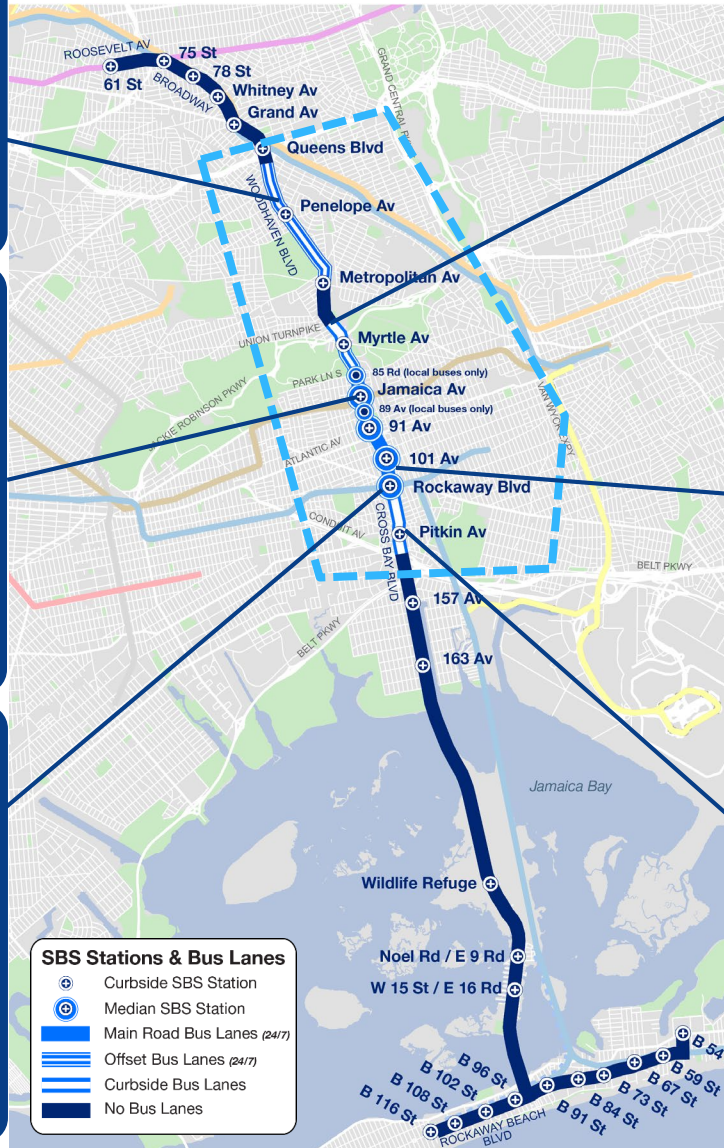 ROOSEVELT AV
75 St
61 St
78 St
BROADWAY
Whitney Av
Grand Av
GRAND CENTRAL PK
Queens Blvd
WOODHAVEN BLVD
Penelope Av
Metropolitan Av
UNION TURNPIKE
Myrtle Av
PARK LN S
85 Rd (local buses only)
JACKIE ROBINSON PKWY
Jamaica Av
89 Av (local buses only)
VAN WYCK EXPY
91 Av
ATLANTIC AV
101 Av
Rockaway Blvd
CONDUIT AV
CROSS BAY BLVD
Pitkin Av
BELT PKWY
157 Av
BELT PKWY
163 Av
Jamaica Bay
Wildlife Refuge
Noel Rd / E 9 Rd
W 15 St / E 16 Rd
SBS Stations & Bus Lanes
Curbside SBS Station
Median SBS Station
Main Road Bus Lanes (24/7)
Offset Bus Lanes (24/7)
Curbside Bus Lanes
No Bus Lanes
B 116 St
B 108 St
B 102 St
B 96 St
B 91 St
B 84 St
B 73 St
B 67 St
B 59 St
B 54
ROCKAWAY BEACH
BLVD